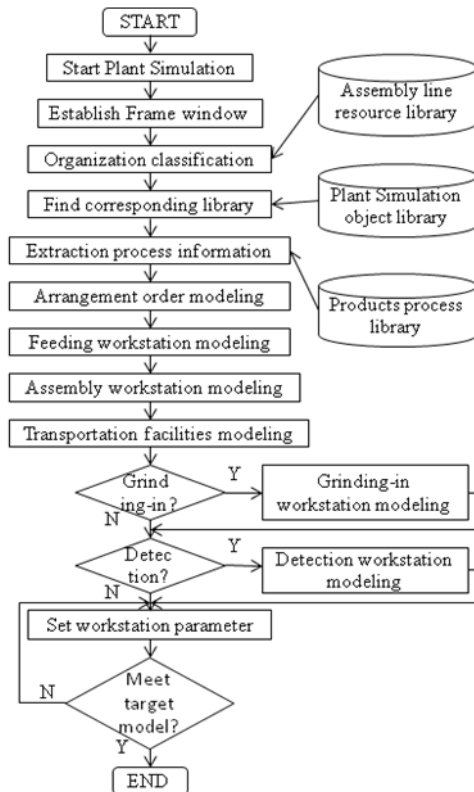 START
Start Plant Simulation
Establish Frame window
Organization classification
Find corresponding library
Extraction process information
Arrangement order modeling
Feeding workstation modeling
Assembly workstation modeling
Transportation facilities modeling
Assembly line
resource library
Plant Simulation
object library
Products process
library
Grind
ing-in?
Y
Grinding-in
workstation modeling
N
Detec
tion?
Y
Detection workstation
modeling
N
Set workstation parameter
Meet
target
model?
N
Y
END